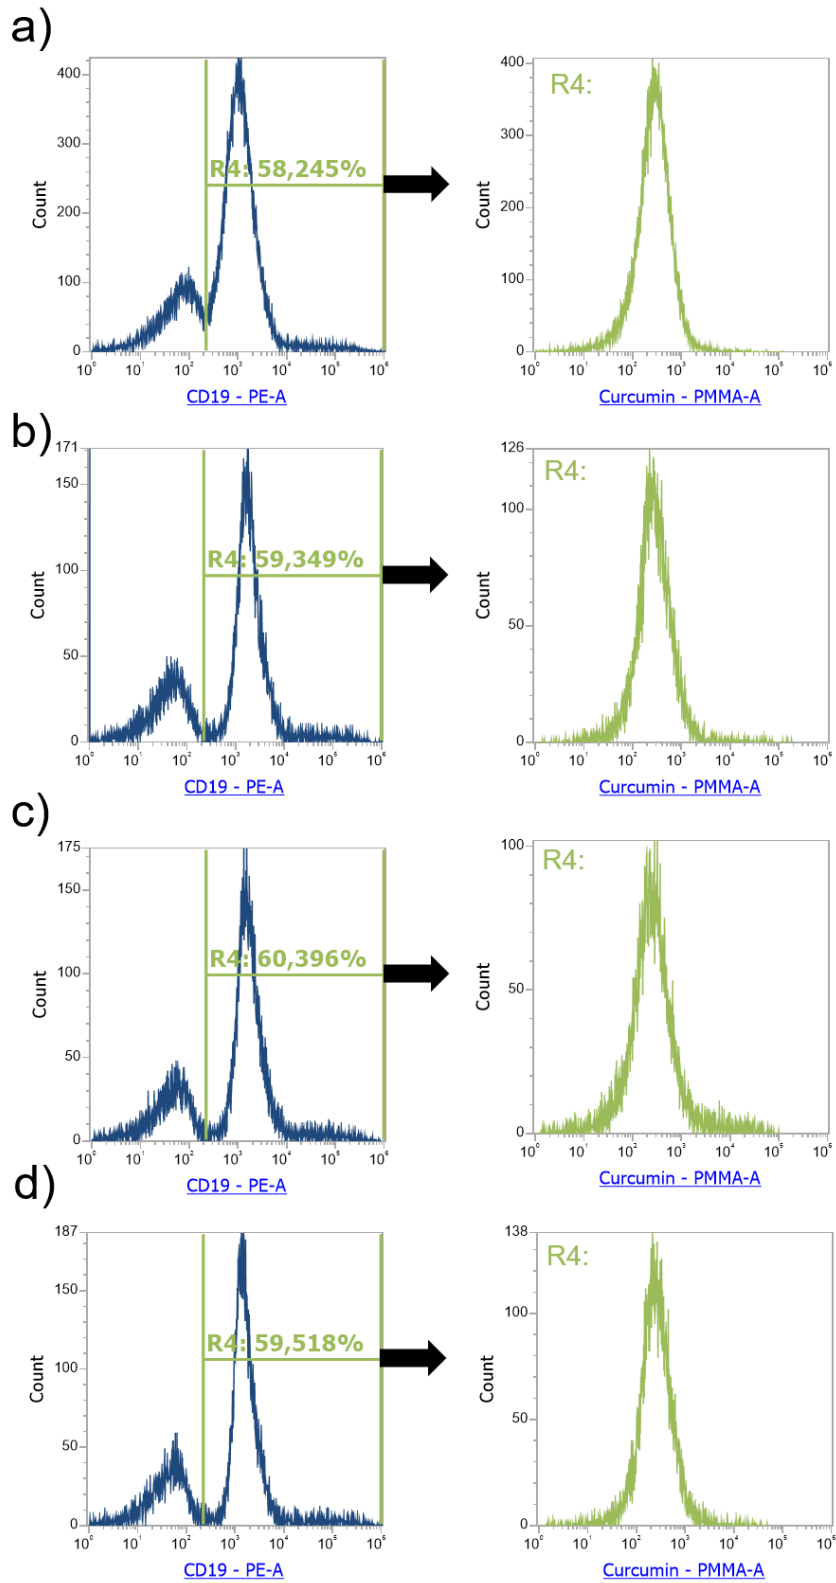 a)
400
300
200
100
0
Count
R4: 58,245%
10⁰ 10¹ 10² 10³ 10⁴ 10⁵ 10⁶
CD19 - PE-A
R4:
400
300
200
100
0
Count
10⁰ 10¹ 10² 10³ 10⁴ 10⁵ 10⁶
Curcumin - PMMA-A
b)
171
150
100
50
0
Count
R4: 59,349%
10⁰ 10¹ 10² 10³ 10⁴ 10⁵ 10⁶
CD19 - PE-A
R4:
126
100
50
0
Count
10⁰ 10¹ 10² 10³ 10⁴ 10⁵ 10⁶
Curcumin - PMMA-A
c)
175
150
100
50
0
Count
R4: 60,396%
10⁰ 10¹ 10² 10³ 10⁴ 10⁵ 10⁶
CD19 - PE-A
R4:
100
50
0
Count
10⁰ 10¹ 10² 10³ 10⁴ 10⁵ 10⁶
Curcumin - PMMA-A
d)
187
150
100
50
0
Count
R4: 59,518%
10⁰ 10¹ 10² 10³ 10⁴ 10⁵ 10⁶
CD19 - PE-A
R4:
138
100
50
0
Count
10⁰ 10¹ 10² 10³ 10⁴ 10⁵ 10⁶
Curcumin - PMMA-A